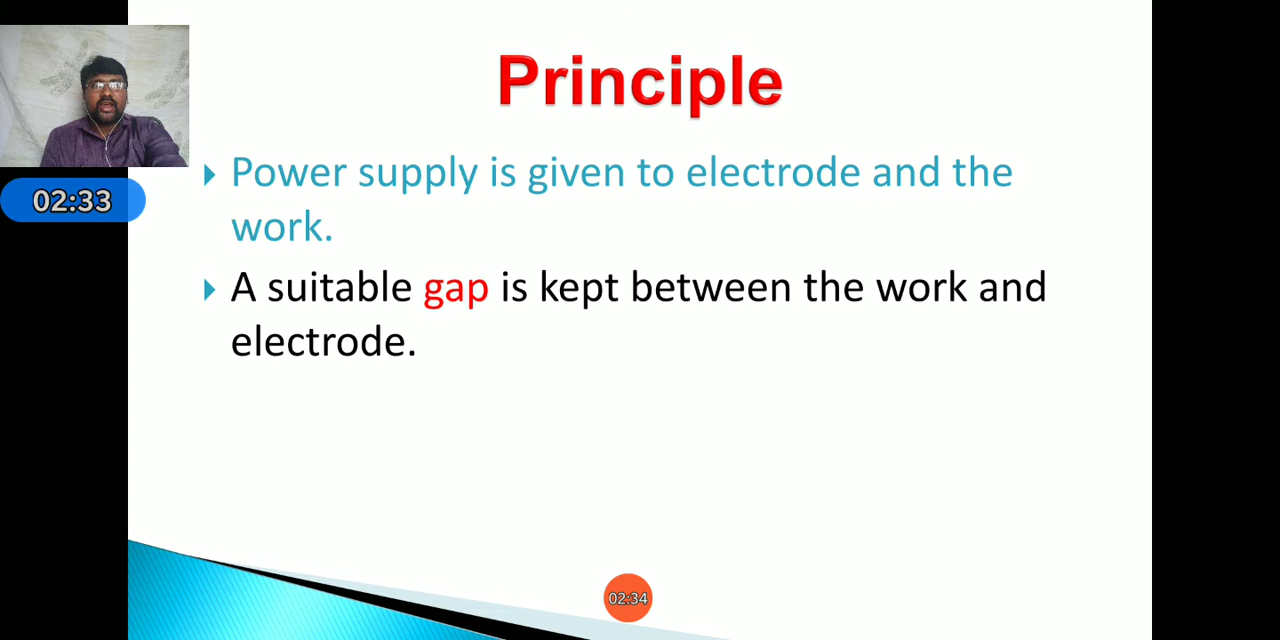 Principle
Power supply is given to electrode and the
work.
A suitable gap is kept between the work and
electrode.
02:33
02:34